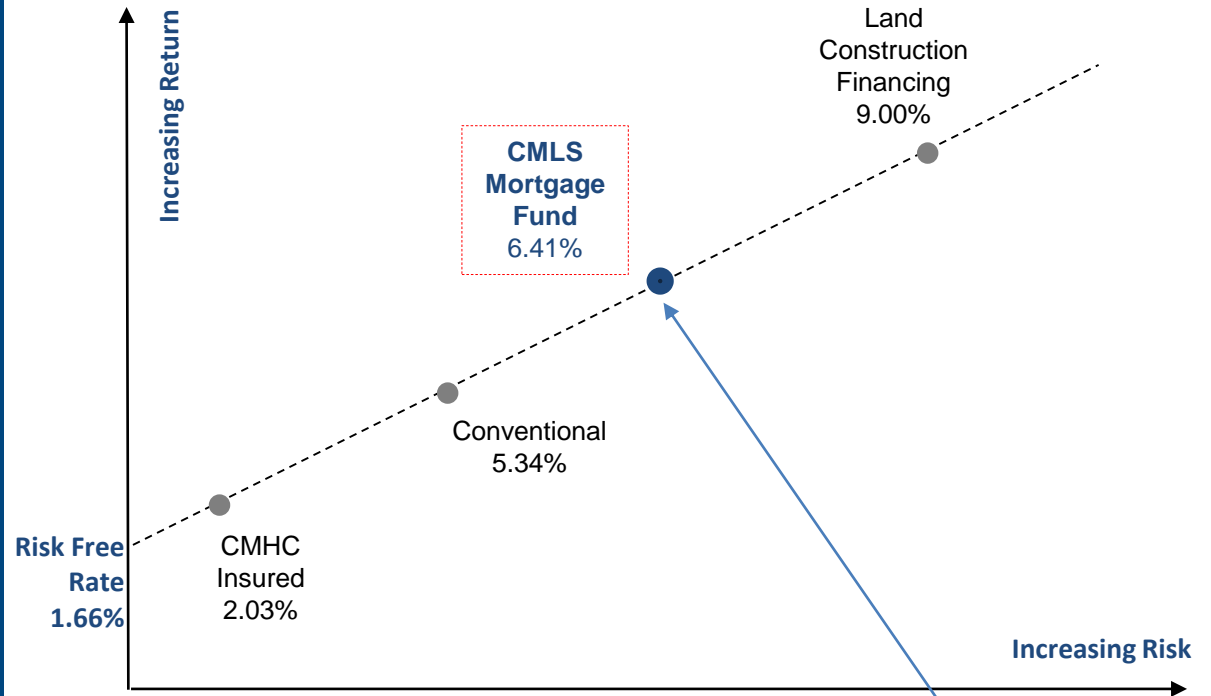 Increasing Return
Land
Construction
Financing
9.00%
CMLS
Mortgage
Fund
6.41%
Conventional
5.34%
Risk Free
Rate
1.66%
CMHC
Insured
2.03%
Increasing Risk